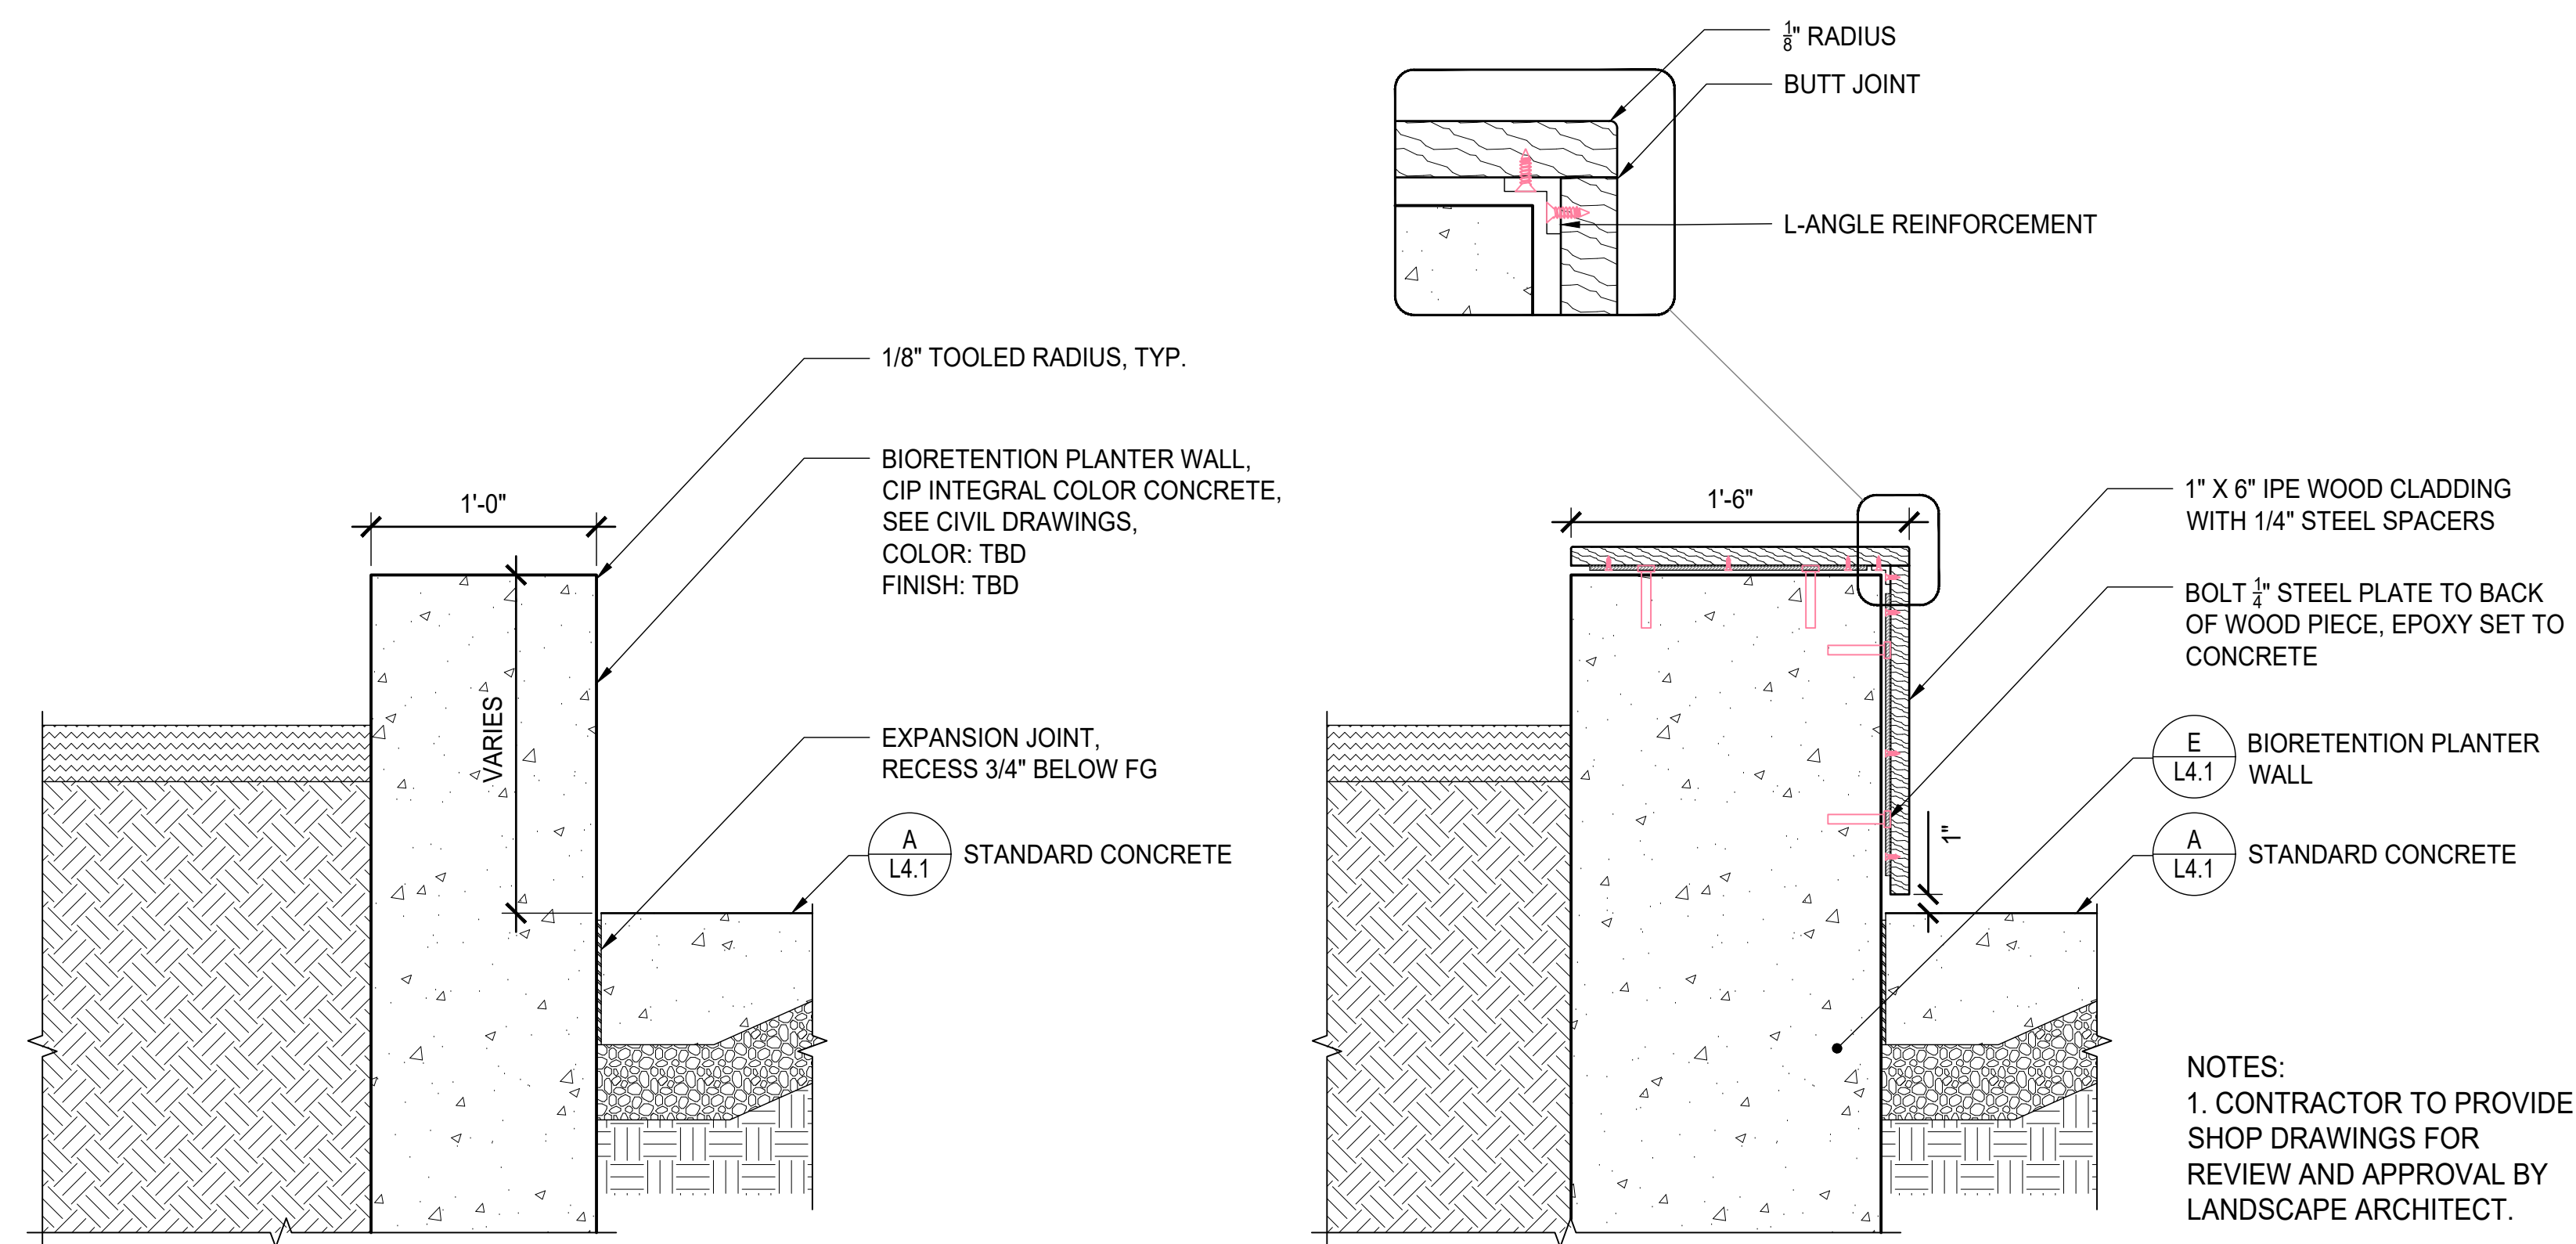 1/8" TOOLED RADIUS, TYP.
BIORETENTION PLANTER WALL,
CIP INTEGRAL COLOR CONCRETE,
SEE CIVIL DRAWINGS,
COLOR: TBD
FINISH: TBD
1'-0"
VARIES
EXPANSION JOINT,
RECESS 3/4" BELOW FG
A
L4.1
STANDARD CONCRETE
1/8" RADIUS
BUTT JOINT
L-ANGLE REINFORCEMENT
1'-6"
1" X 6" IPE WOOD CLADDING
WITH 1/4" STEEL SPACERS
BOLT 1/4" STEEL PLATE TO BACK
OF WOOD PIECE, EPOXY SET TO
CONCRETE
E
L4.1
BIORETENTION PLANTER
WALL
1"
A
L4.1
STANDARD CONCRETE
NOTES:
1. CONTRACTOR TO PROVIDE
SHOP DRAWINGS FOR
REVIEW AND APPROVAL BY
LANDSCAPE ARCHITECT.